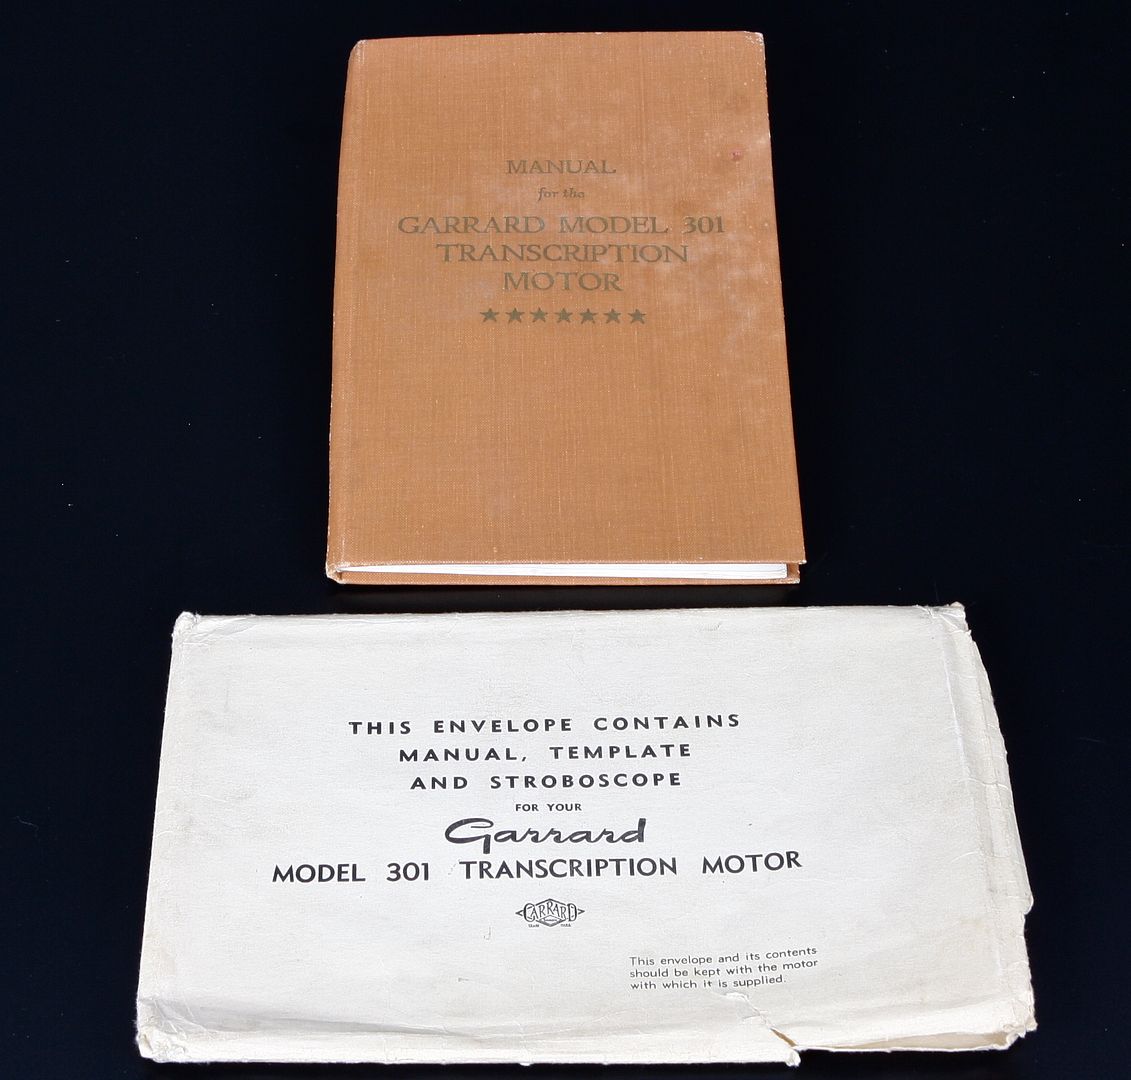 MANUAL
for the
GARRARD MODEL 301
TRANSCRIPTION
MOTOR
★★★★★★★
THIS ENVELOPE CONTAINS
MANUAL, TEMPLATE
AND STROBOSCOPE
FOR YOUR
Garrard
MODEL 301 TRANSCRIPTION MOTOR
GARRARD
TRADE MARK
This envelope and its contents
should be kept with the motor
with which it is supplied.